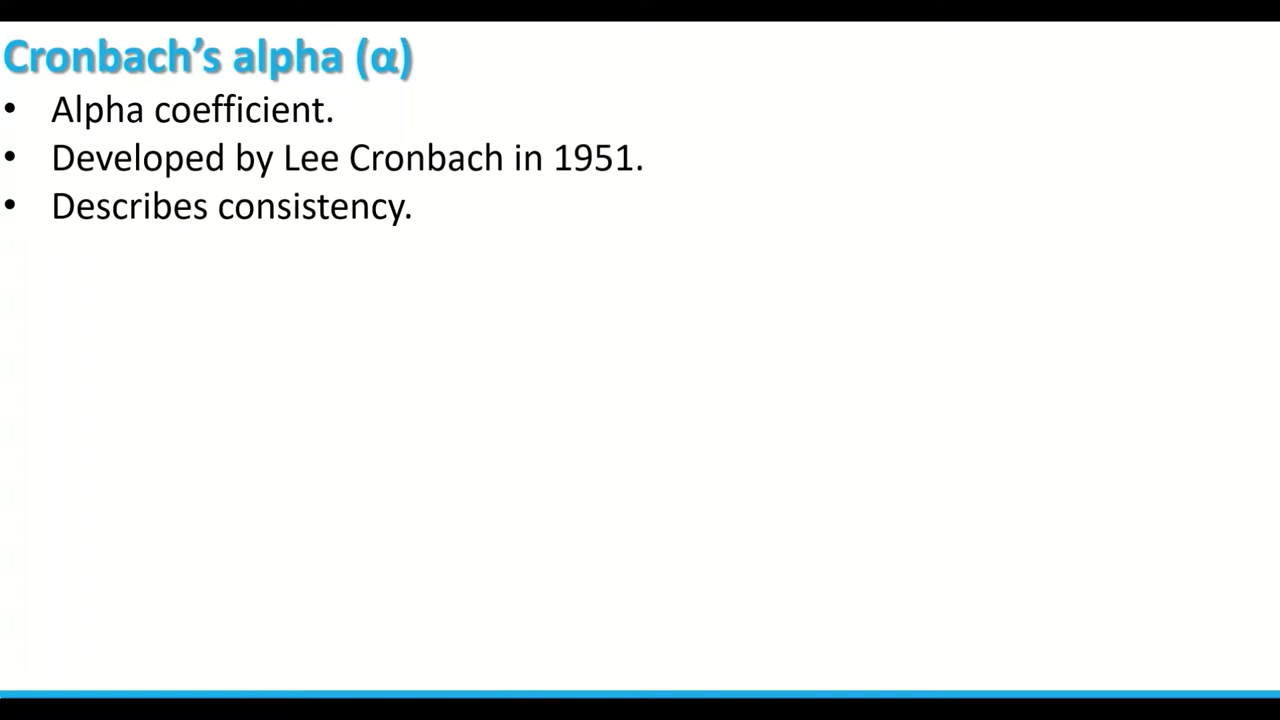 Cronbach’s alpha (α)
• Alpha coefficient.
• Developed by Lee Cronbach in 1951.
• Describes consistency.